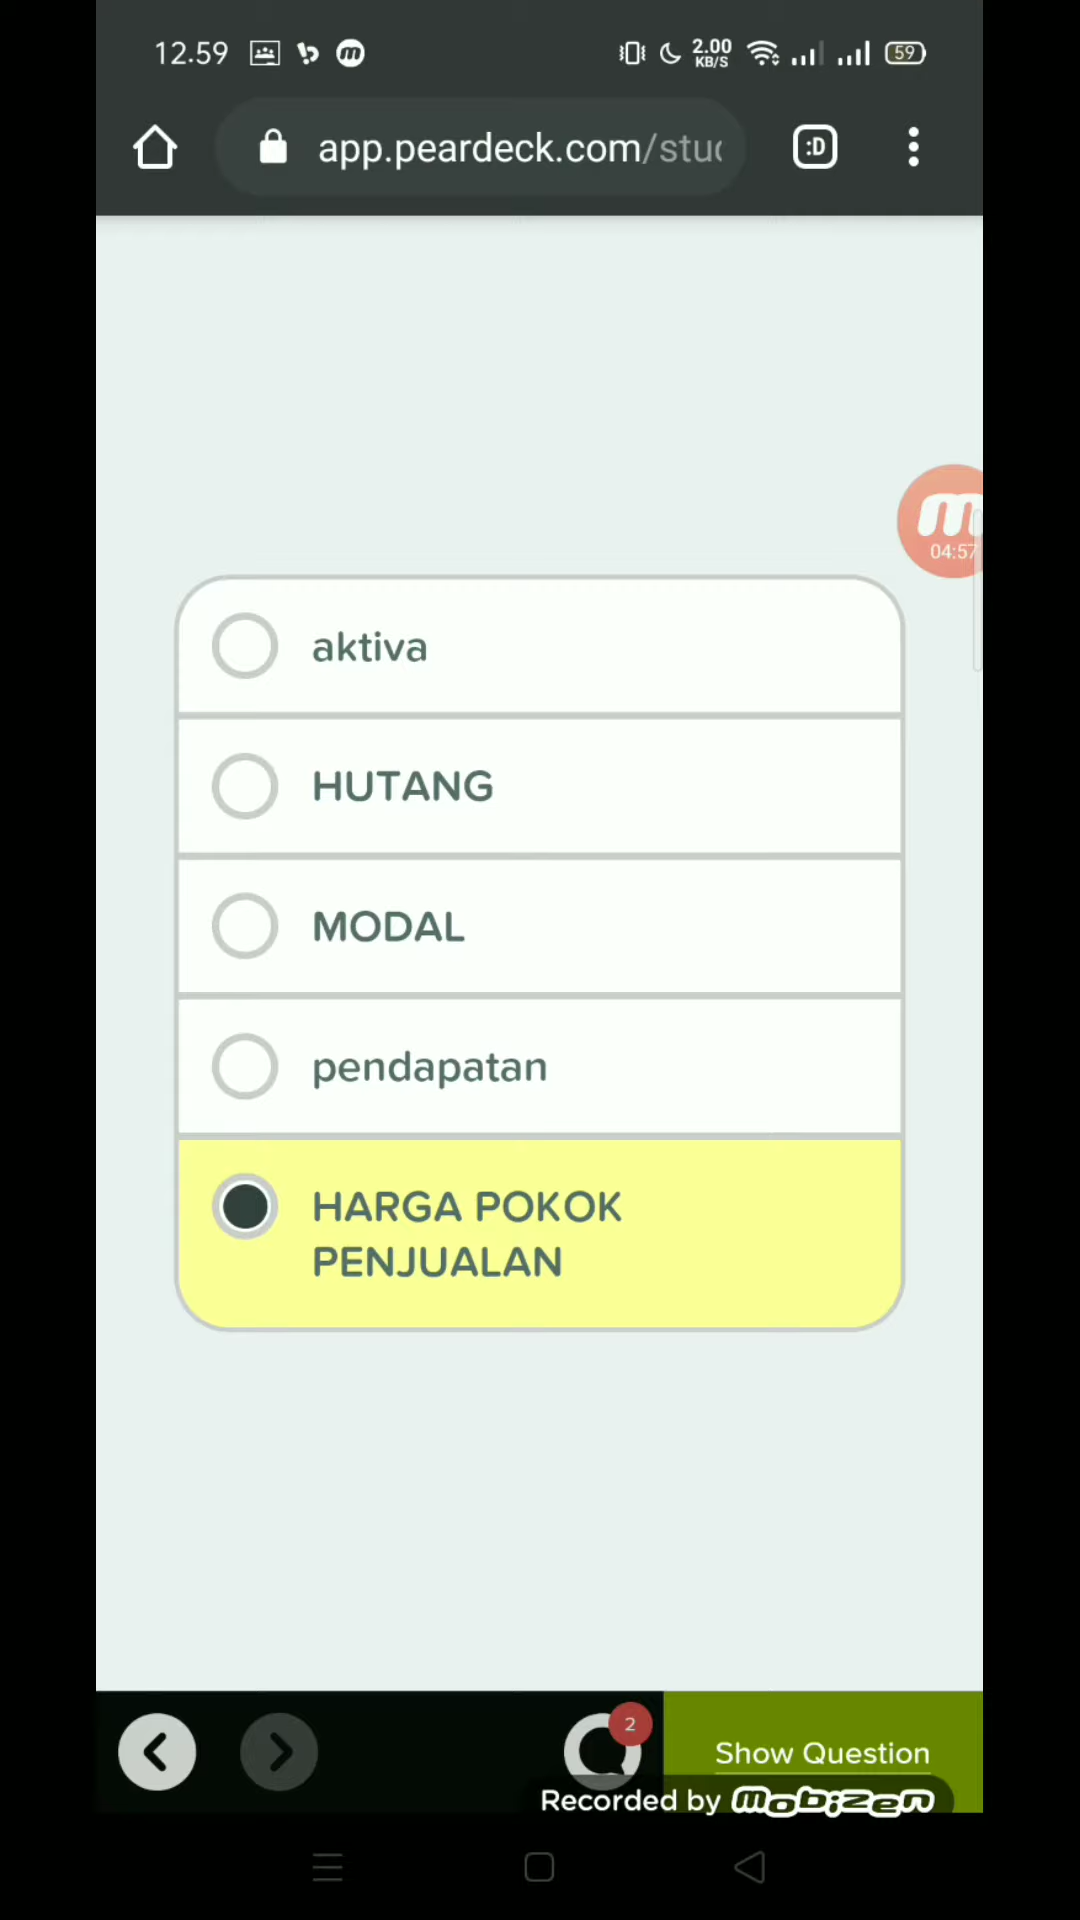 12.59
2.00
KB/S
59
app.peardeck.com/stu
:D
04:57
aktiva
HUTANG
MODAL
pendapatan
HARGA POKOK
PENJUALAN
2
Show Question
Recorded by mobizen